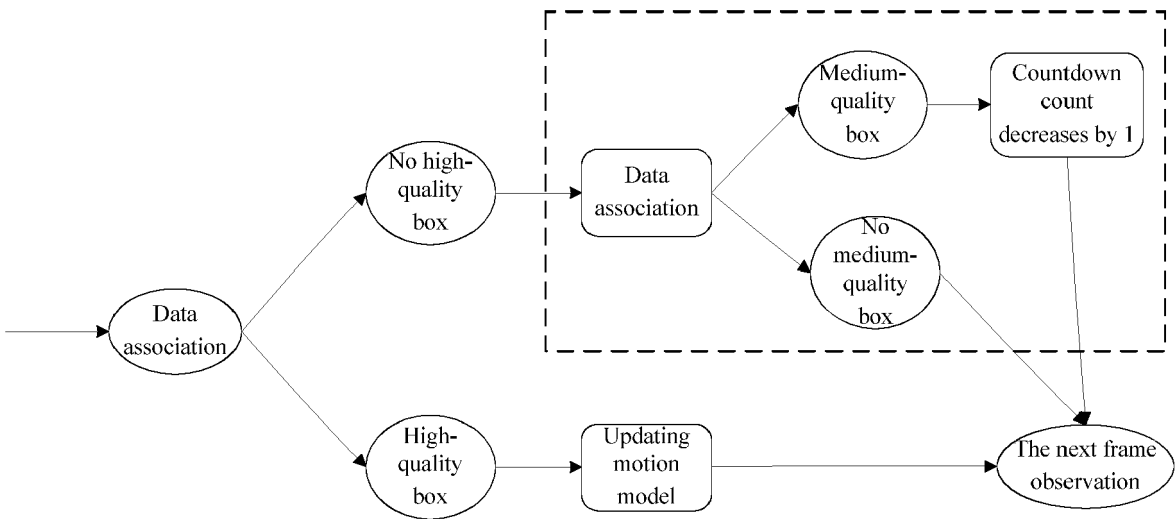 Medium-
quality
box
Countdown
count
decreases by 1
No high-
quality
box
Data
association
No
medium-
quality
box
Data
association
High-
quality
box
Updating
motion
model
The next frame
observation